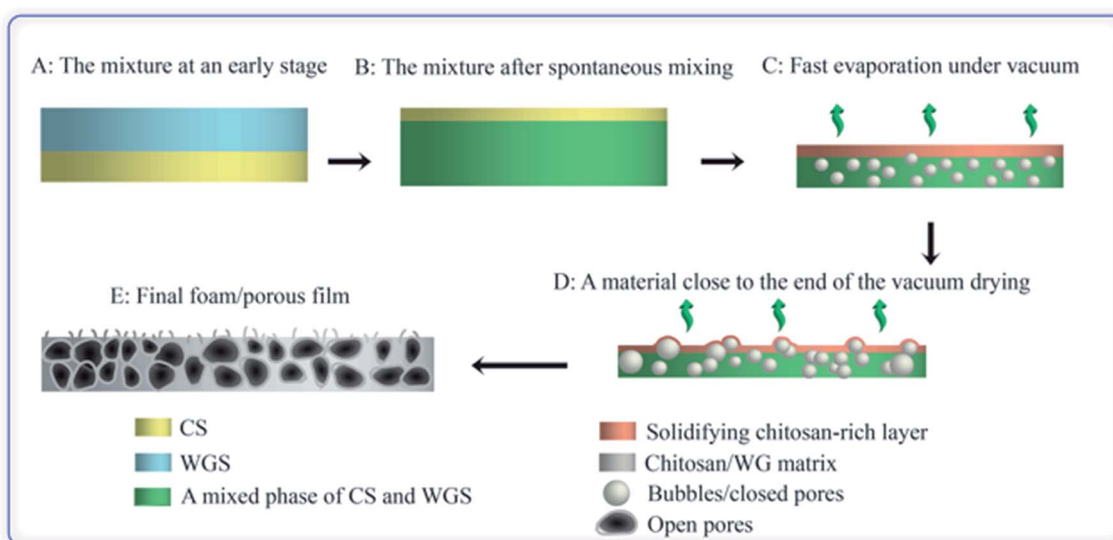 A: The mixture at an early stage
B: The mixture after spontaneous mixing
C: Fast evaporation under vacuum
D: A material close to the end of the vacuum drying
E: Final foam/porous film
CS
WGS
A mixed phase of CS and WGS
Solidifying chitosan-rich layer
Chitosan/WG matrix
Bubbles/closed pores
Open pores